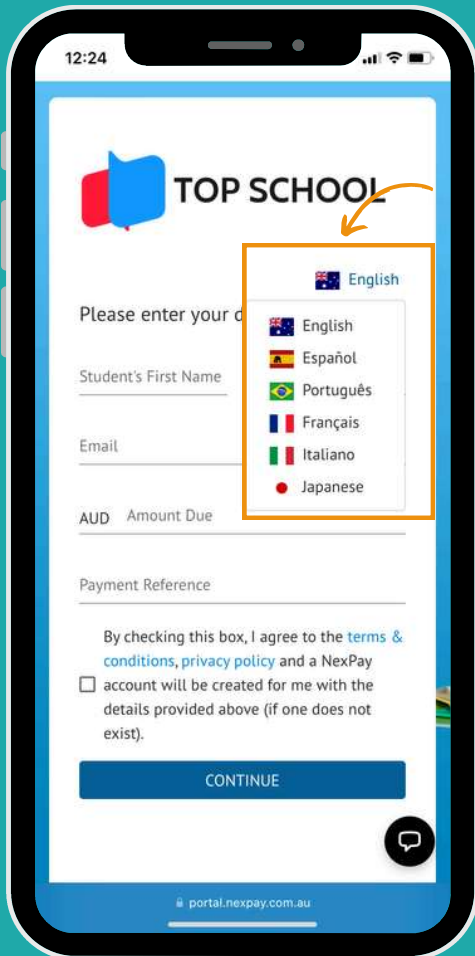 12:24
TOP SCHOOL
English
Please enter your d
English
Español
Português
Français
Italiano
Japanese
Student's First Name
Email
AUD Amount Due
Payment Reference
By checking this box, I agree to the terms &
conditions, privacy policy and a NexPay
account will be created for me with the
details provided above (if one does not
exist).
CONTINUE
portal.nexpay.com.au